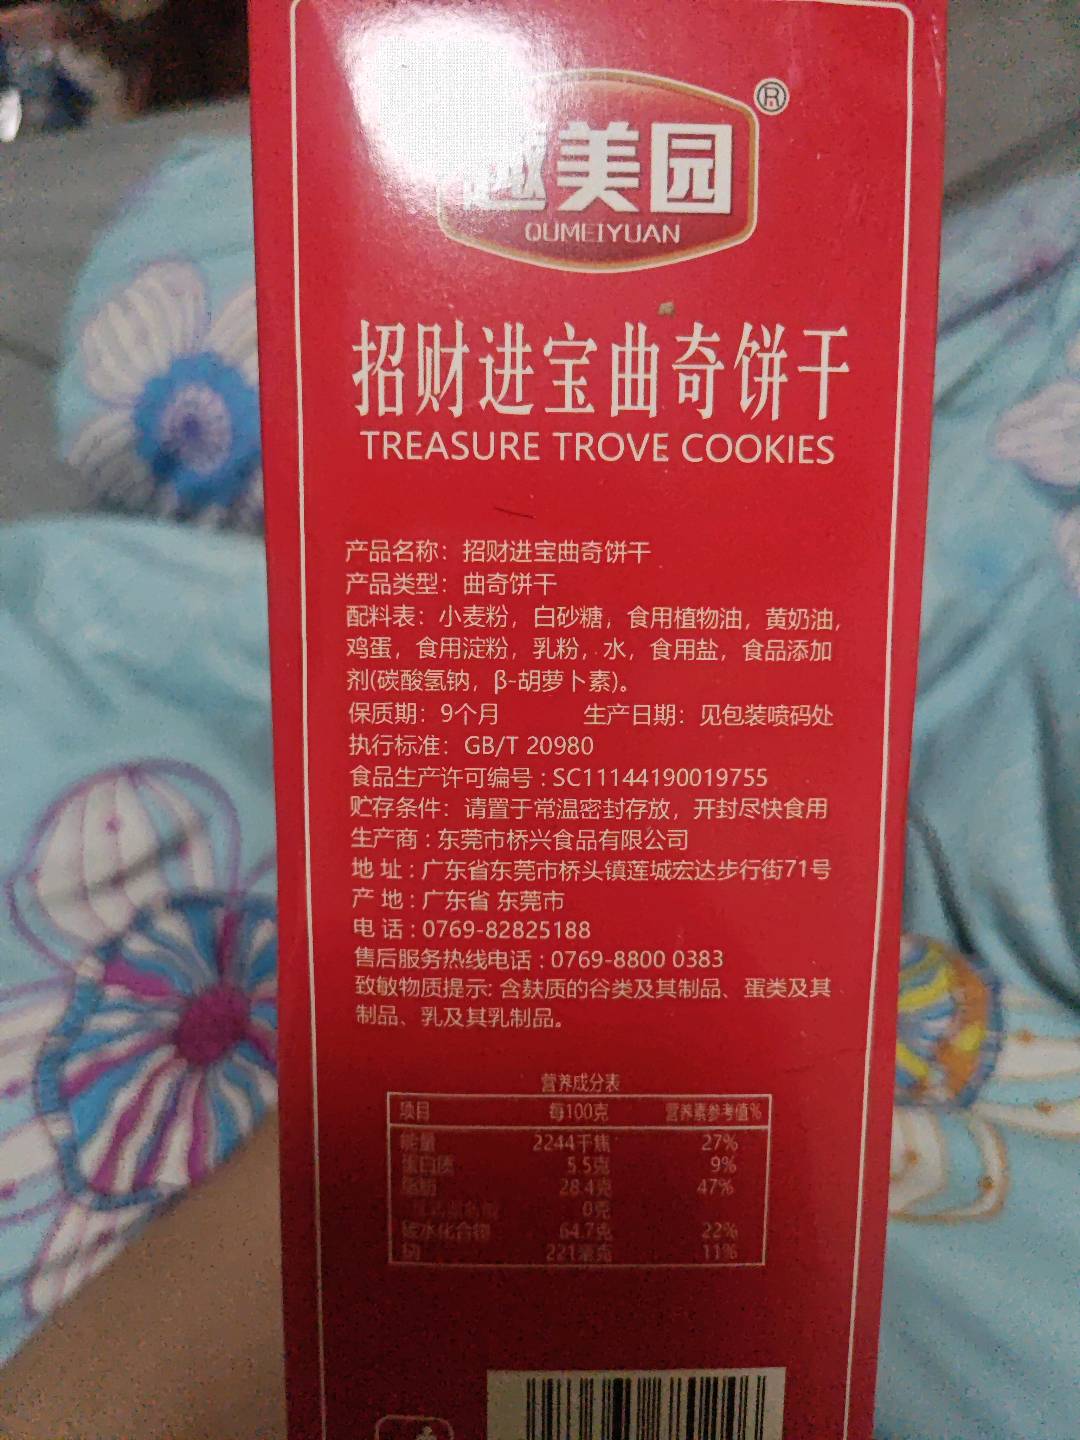 美园
®
QUMEIYUAN
招财进宝曲奇饼干
TREASURE TROVE COOKIES
产品名称：招财进宝曲奇饼干
产品类型：曲奇饼干
配料表：小麦粉，白砂糖，食用植物油，黄奶油，
鸡蛋，食用淀粉，乳粉，水，食用盐，食品添加
剂(碳酸氢钠，β-胡萝卜素)。
保质期：9个月 生产日期：见包装喷码处
执行标准：GB/T 20980
食品生产许可编号：SC11144190019755
贮存条件：请置于常温密封存放，开封尽快食用
生产商：东莞市桥兴食品有限公司
地 址：广东省东莞市桥头镇莲城宏达步行街71号
产 地：广东省 东莞市
电 话：0769-82825188
售后服务热线电话：0769-8800 0383
致敏物质提示: 含麸质的谷类及其制品、蛋类及其
制品、乳及其乳制品。
营养成分表
项目 每100克 营养素参考值%
能量 2244千焦 27%
蛋白质 5.5克 9%
脂肪 28.4克 47%
0克
碳水化合物 64.7克 22%
钠 221毫克 11%